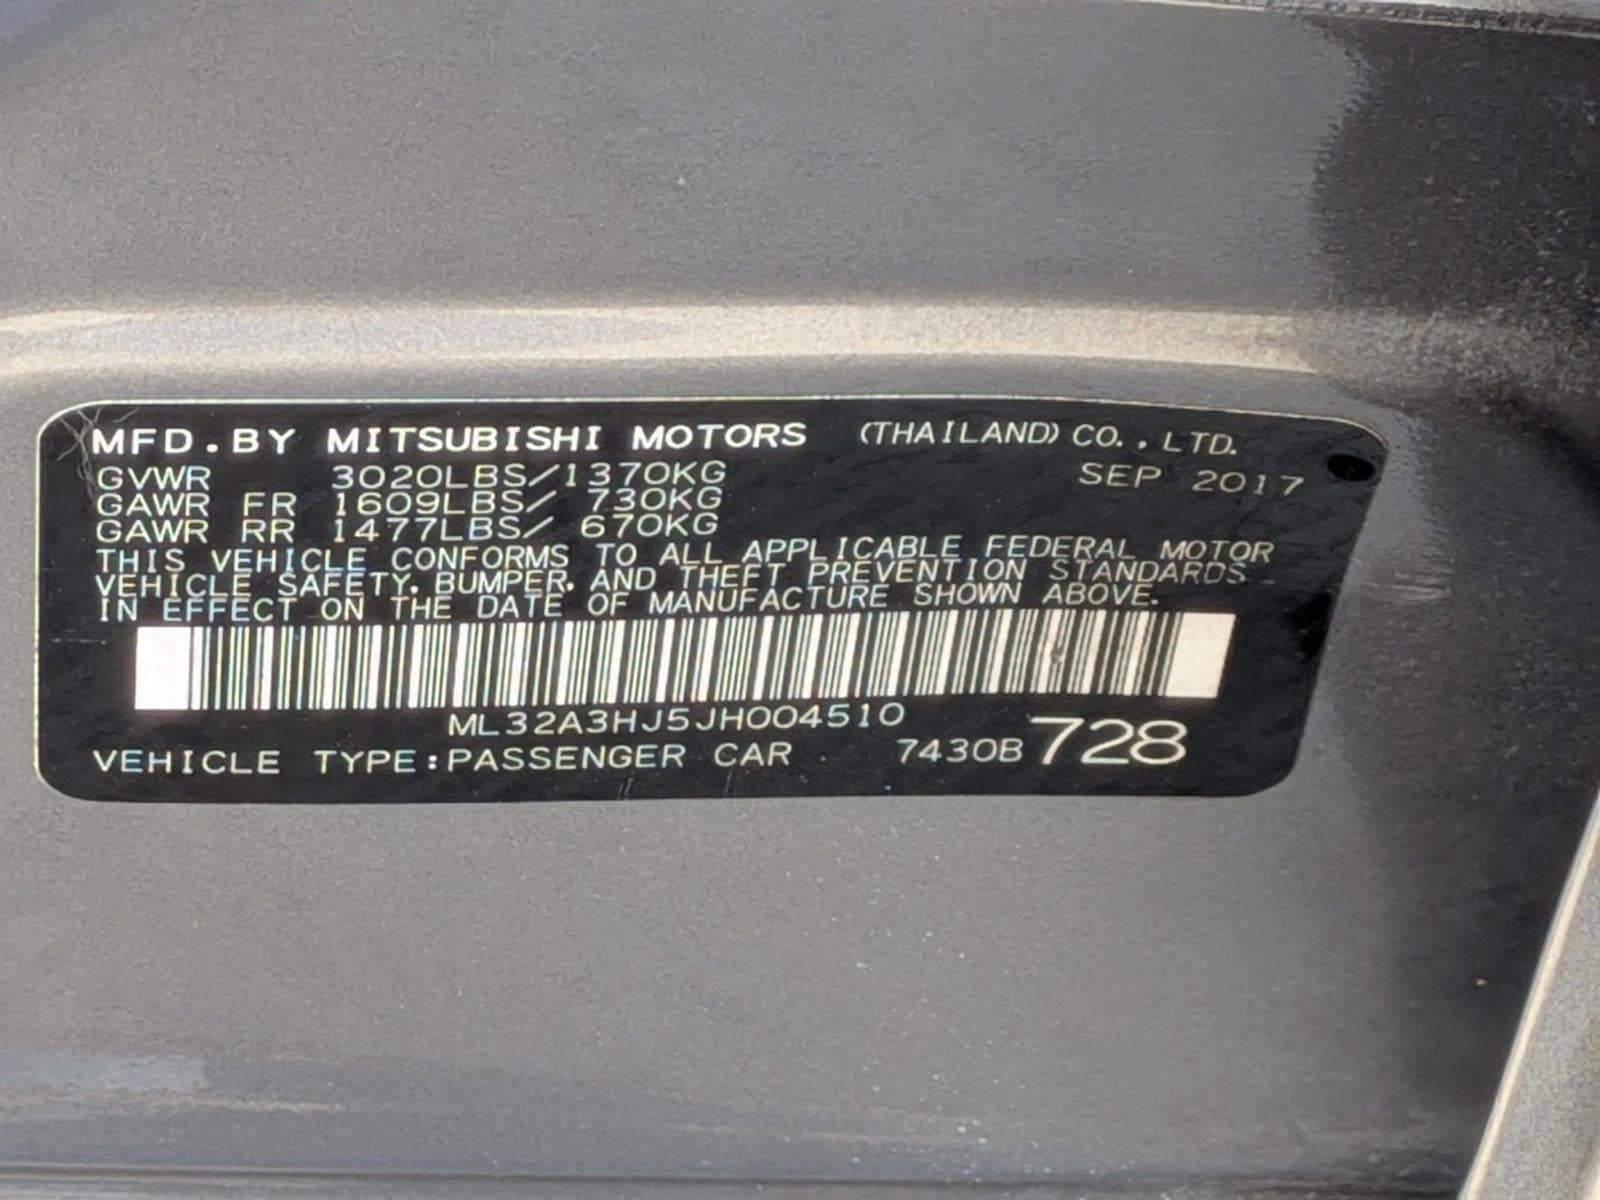 MFD.BY MITSUBISHI MOTORS (THAILAND) CO.,LTD.
GVWR 3020LBS/1370KG SEP 2017
GAWR FR 1609LBS/ 730KG
GAWR RR 1477LBS/ 670KG
THIS VEHICLE CONFORMS TO ALL APPLICABLE FEDERAL MOTOR
VEHICLE SAFETY, BUMPER, AND THEFT PREVENTION STANDARDS
IN EFFECT ON THE DATE OF MANUFACTURE SHOWN ABOVE.
ML32A3HJ5JH004510
VEHICLE TYPE:PASSENGER CAR 7430B 728